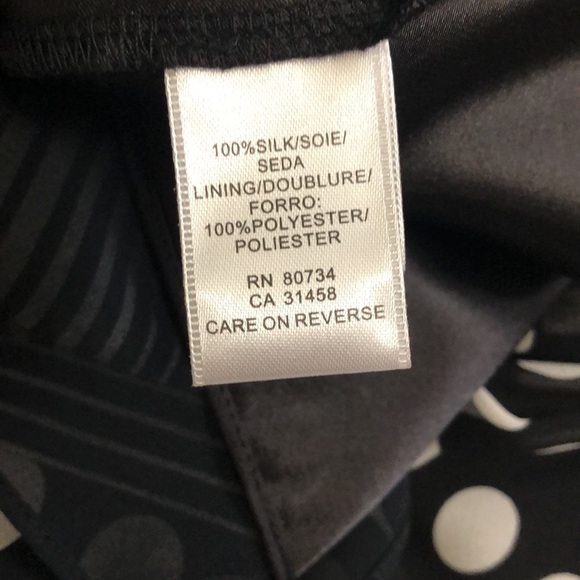 100%SILK/SOIE/
SEDA
LINING/DOUBLURE/
FORRO:
100%POLYESTER/
POLIESTER
RN 80734
CA 31458
CARE ON REVERSE